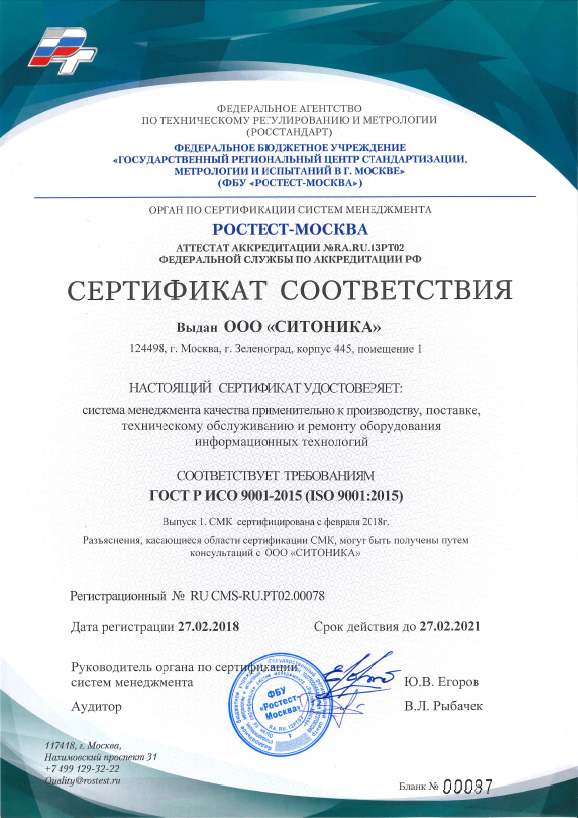 ФЕДЕРАЛЬНОЕ АГЕНТСТВО
ПО ТЕХНИЧЕСКОМУ РЕГУЛИРОВАНИЮ И МЕТРОЛОГИИ
(РОССТАНДАРТ)
ФЕДЕРАЛЬНОЕ БЮДЖЕТНОЕ УЧРЕЖДЕНИЕ
«ГОСУДАРСТВЕННЫЙ РЕГИОНАЛЬНЫЙ ЦЕНТР СТАНДАРТИЗАЦИИ,
МЕТРОЛОГИИ И ИСПЫТАНИЙ В Г. МОСКВЕ»
(ФБУ «РОСТЕСТ-МОСКВА»)
ОРГАН ПО СЕРТИФИКАЦИИ СИСТЕМ МЕНЕДЖМЕНТА
РОСТЕСТ-МОСКВА
АТТЕСТАТ АККРЕДИТАЦИИ №RA.RU.13РТ02
ФЕДЕРАЛЬНОЙ СЛУЖБЫ ПО АККРЕДИТАЦИИ РФ
СЕРТИФИКАТ СООТВЕТСТВИЯ
Выдан ООО «СИТОНИКА»
124498, г. Москва, г. Зеленоград, корпус 445, помещение 1
НАСТОЯЩИЙ СЕРТИФИКАТ УДОСТОВЕРЯЕТ:
система менеджмента качества применительно к производству, поставке,
техническому обслуживанию и ремонту оборудования
информационных технологий
СООТВЕТСТВУЕТ ТРЕБОВАНИЯМ
ГОСТ Р ИСО 9001-2015 (ISO 9001:2015)
Выпуск 1. СМК сертифицирована с февраля 2018г.
Разъяснения, касающиеся области сертификации СМК, могут быть получены путем
консультаций с ООО «СИТОНИКА»
Регистрационный № RU CMS-RU.PT02.00078
Дата регистрации 27.02.2018 Срок действия до 27.02.2021
Руководитель органа по сертификации
систем менеджмента Ю.В. Егоров
Аудитор В.Л. Рыбачек
ФБУ
«Ростест-
Москва»
117418, г. Москва,
Нахимовский проспект 31
+7 499 129-32-22
Quality@rostest.ru
Бланк № 00087